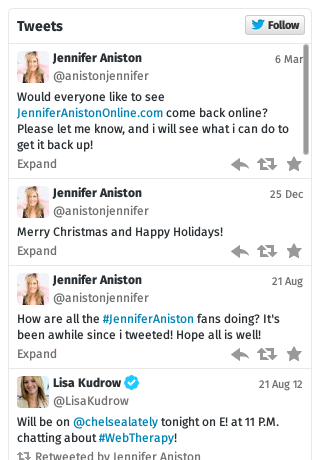 Tweets
Follow
Jennifer Aniston 6 Mar
@anistonjennifer
Would everyone like to see
JenniferAnistonOnline.com come back online?
Please let me know, and i will see what i can do to
get it back up!
Expand
Jennifer Aniston 25 Dec
@anistonjennifer
Merry Christmas and Happy Holidays!
Expand
Jennifer Aniston 21 Aug
@anistonjennifer
How are all the #JenniferAniston fans doing? It's
been awhile since i tweeted! Hope all is well!
Expand
Lisa Kudrow 21 Aug 12
@LisaKudrow
Will be on @chelsealately tonight on E! at 11 P.M.
chatting about #WebTherapy!
Retweeted by Jennifer Aniston